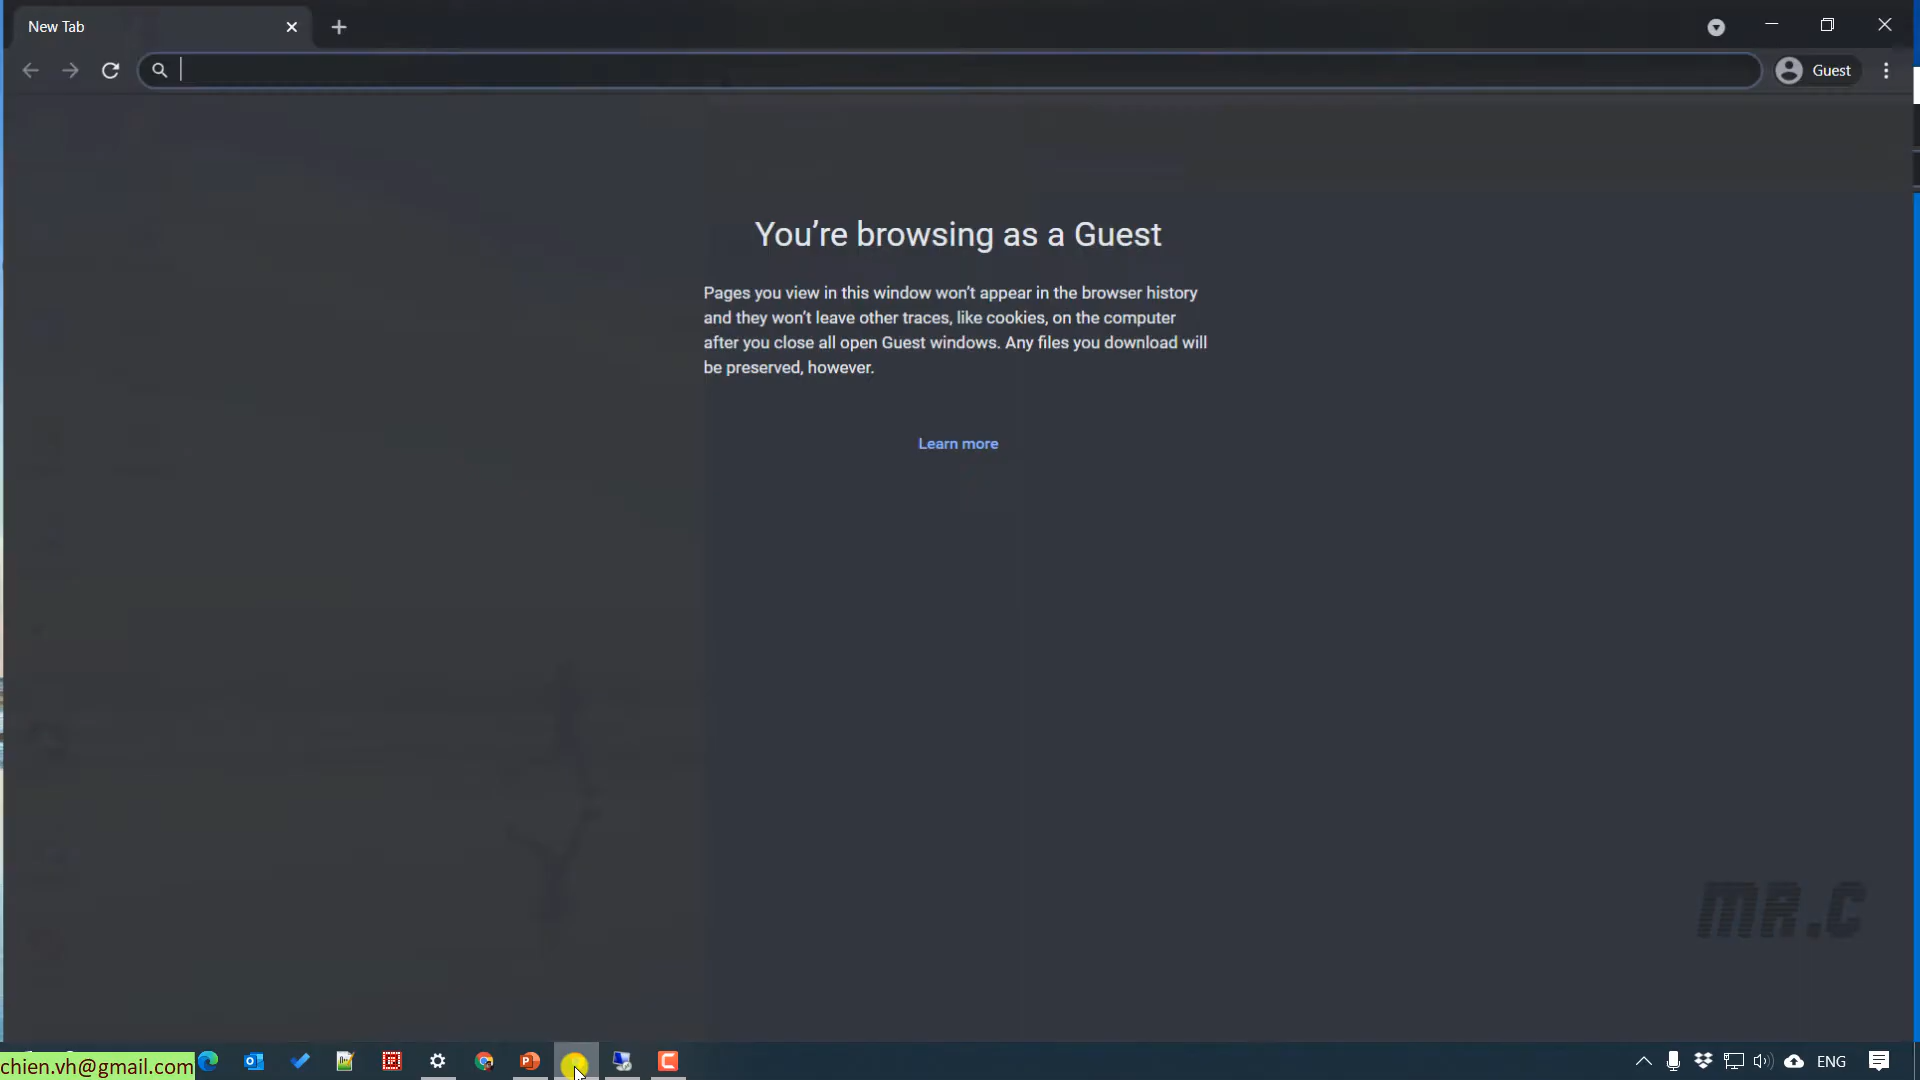 New Tab
Guest
You're browsing as a Guest
Pages you view in this window won't appear in the browser history
and they won't leave other traces, like cookies, on the computer
after you close all open Guest windows. Any files you download will
be preserved, however.
Learn more
MR.C
chien.vh@gmail.com
ENG